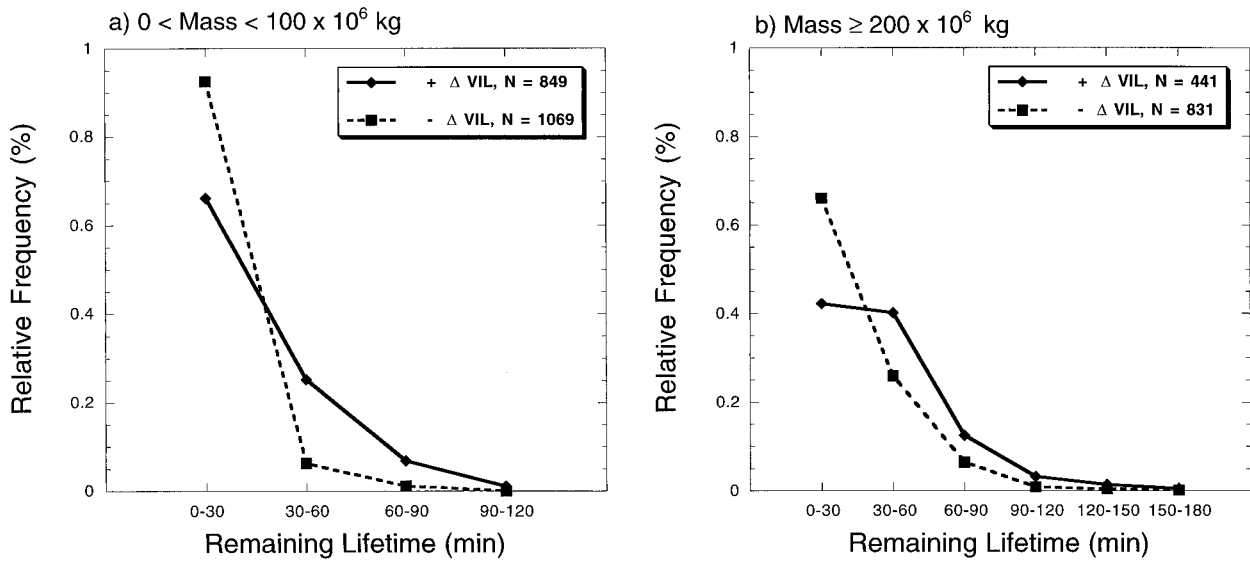 a) 0 < Mass < 100 x 10⁶ kg
+ Δ VIL, N = 849
- Δ VIL, N = 1069
Relative Frequency (%)
1
0.8
0.6
0.4
0.2
0
0-30 30-60 60-90 90-120
Remaining Lifetime (min)
b) Mass ≥ 200 x 10⁶ kg
+ Δ VIL, N = 441
- Δ VIL, N = 831
Relative Frequency (%)
1
0.8
0.6
0.4
0.2
0
0-30 30-60 60-90 90-120 120-150 150-180
Remaining Lifetime (min)